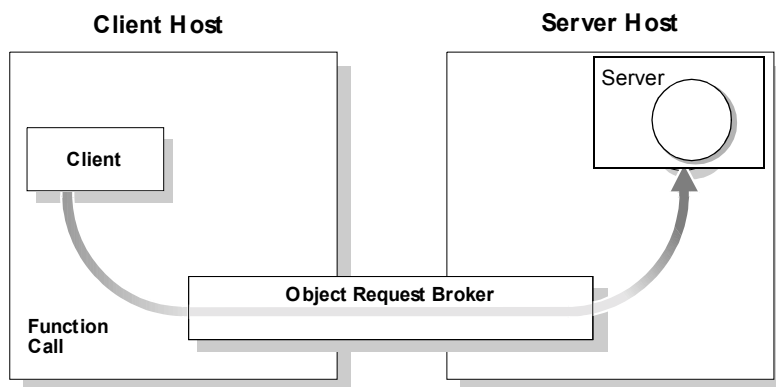 Client Host
Server Host
Server
Client
Object Request Broker
Function
Call